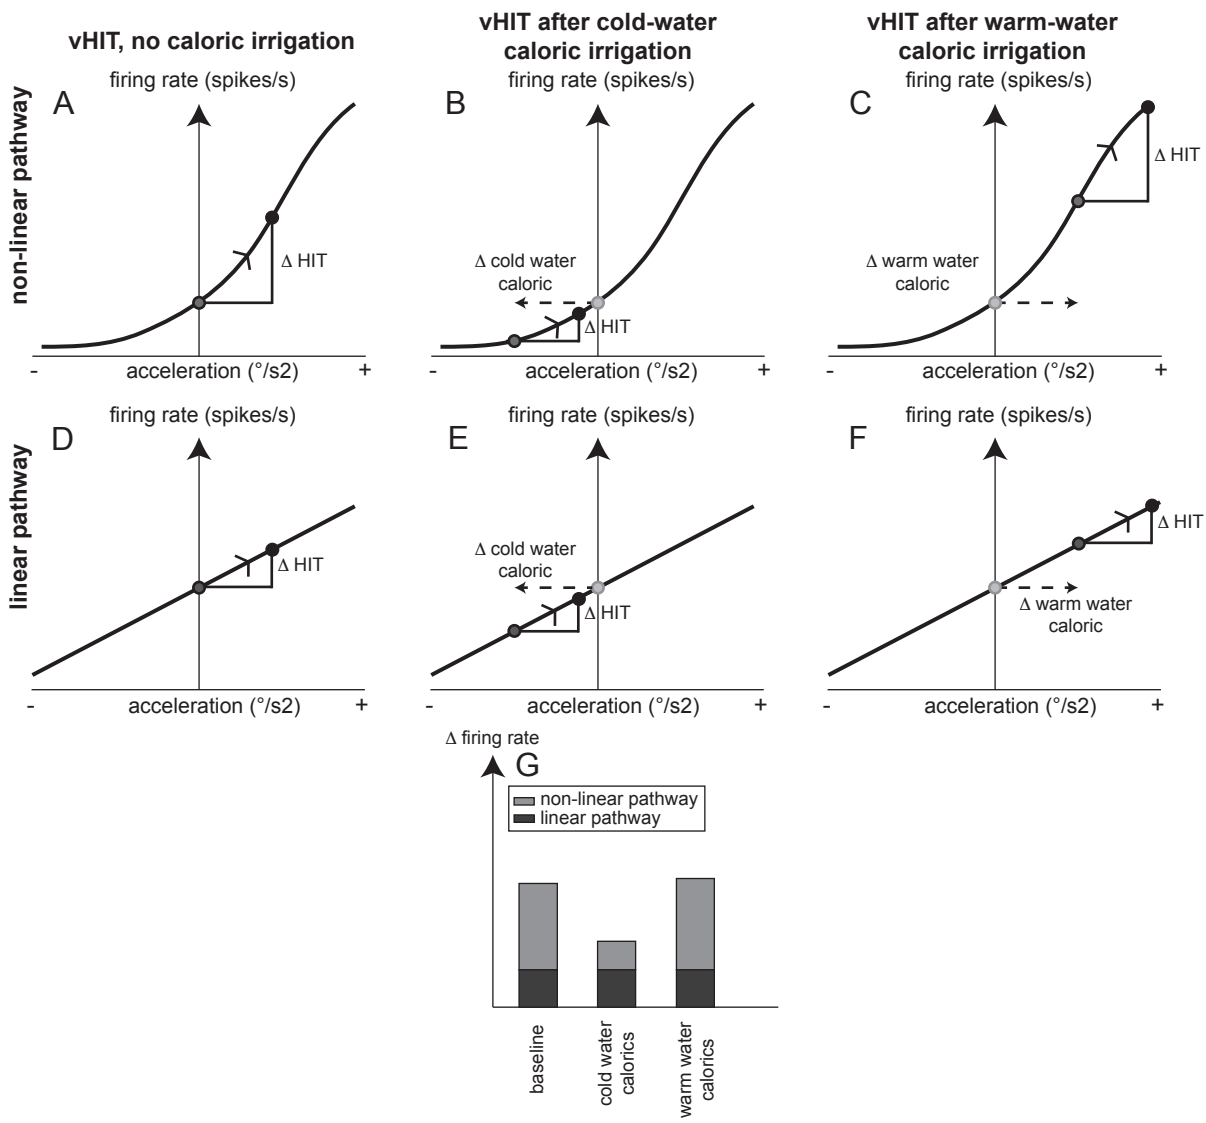 vHIT, no caloric irrigation
vHIT after cold-water
caloric irrigation
vHIT after warm-water
caloric irrigation
non-linear pathway
firing rate (spikes/s)
A
Δ HIT
-
acceleration (°/s2)
+
firing rate (spikes/s)
B
Δ cold water
caloric
Δ HIT
-
acceleration (°/s2)
+
firing rate (spikes/s)
C
Δ HIT
Δ warm water
caloric
-
acceleration (°/s2)
+
linear pathway
firing rate (spikes/s)
D
Δ HIT
-
acceleration (°/s2)
+
firing rate (spikes/s)
E
Δ cold water
caloric
Δ HIT
-
acceleration (°/s2)
+
firing rate (spikes/s)
F
Δ HIT
Δ warm water
caloric
-
acceleration (°/s2)
+
Δ firing rate
G
non-linear pathway
linear pathway
baseline
cold water
calorics
warm water
calorics